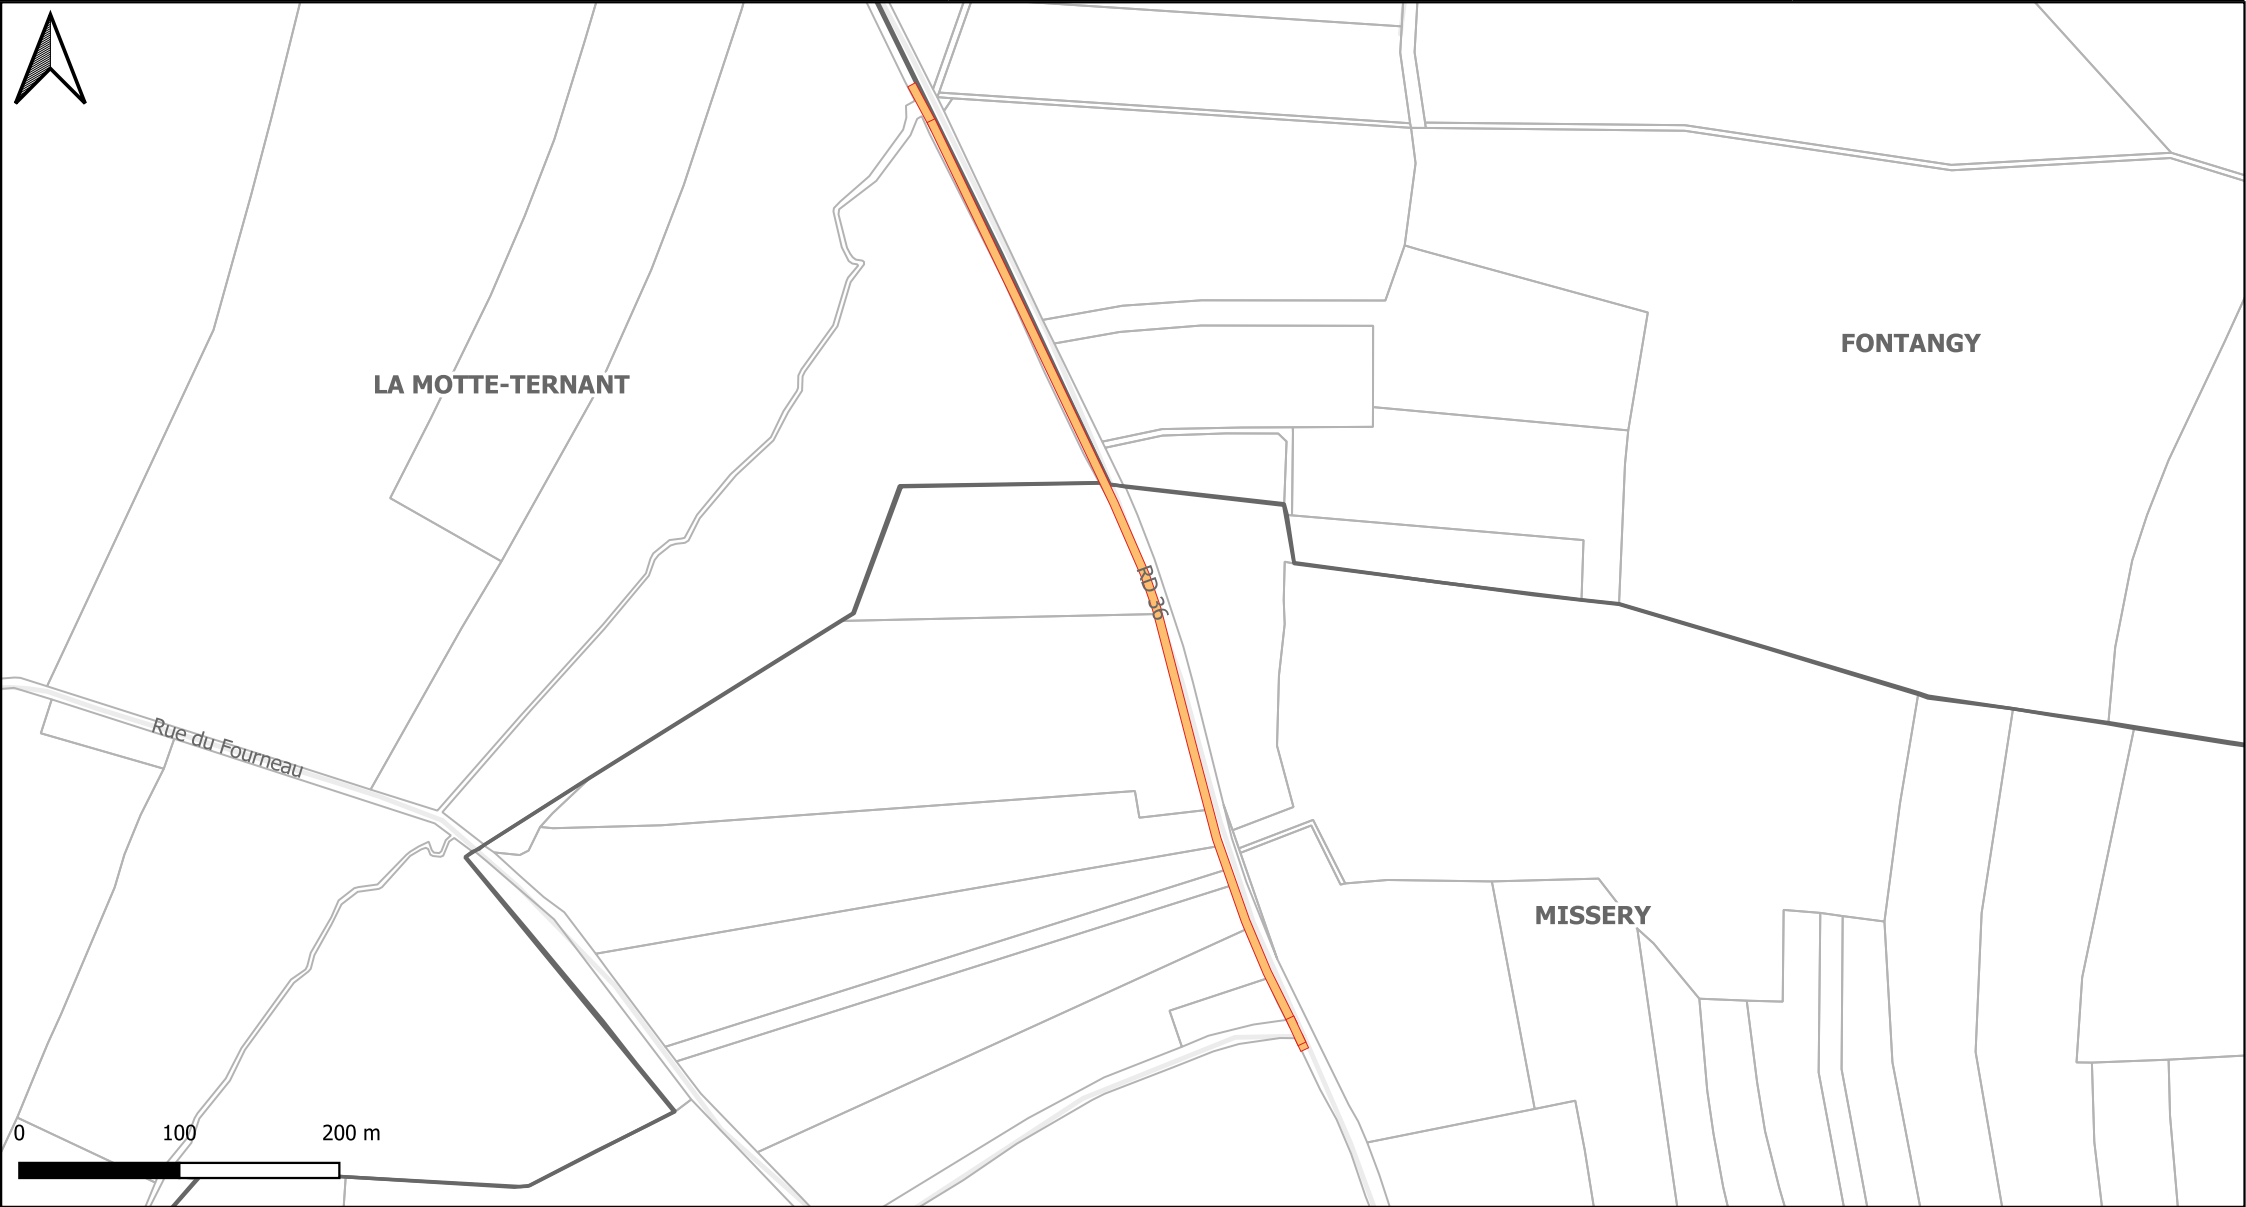 FONTANGY
LA MOTTE-TERNANT
RD 36
Rue du Fourneau
MISSERY
0 100 200 m